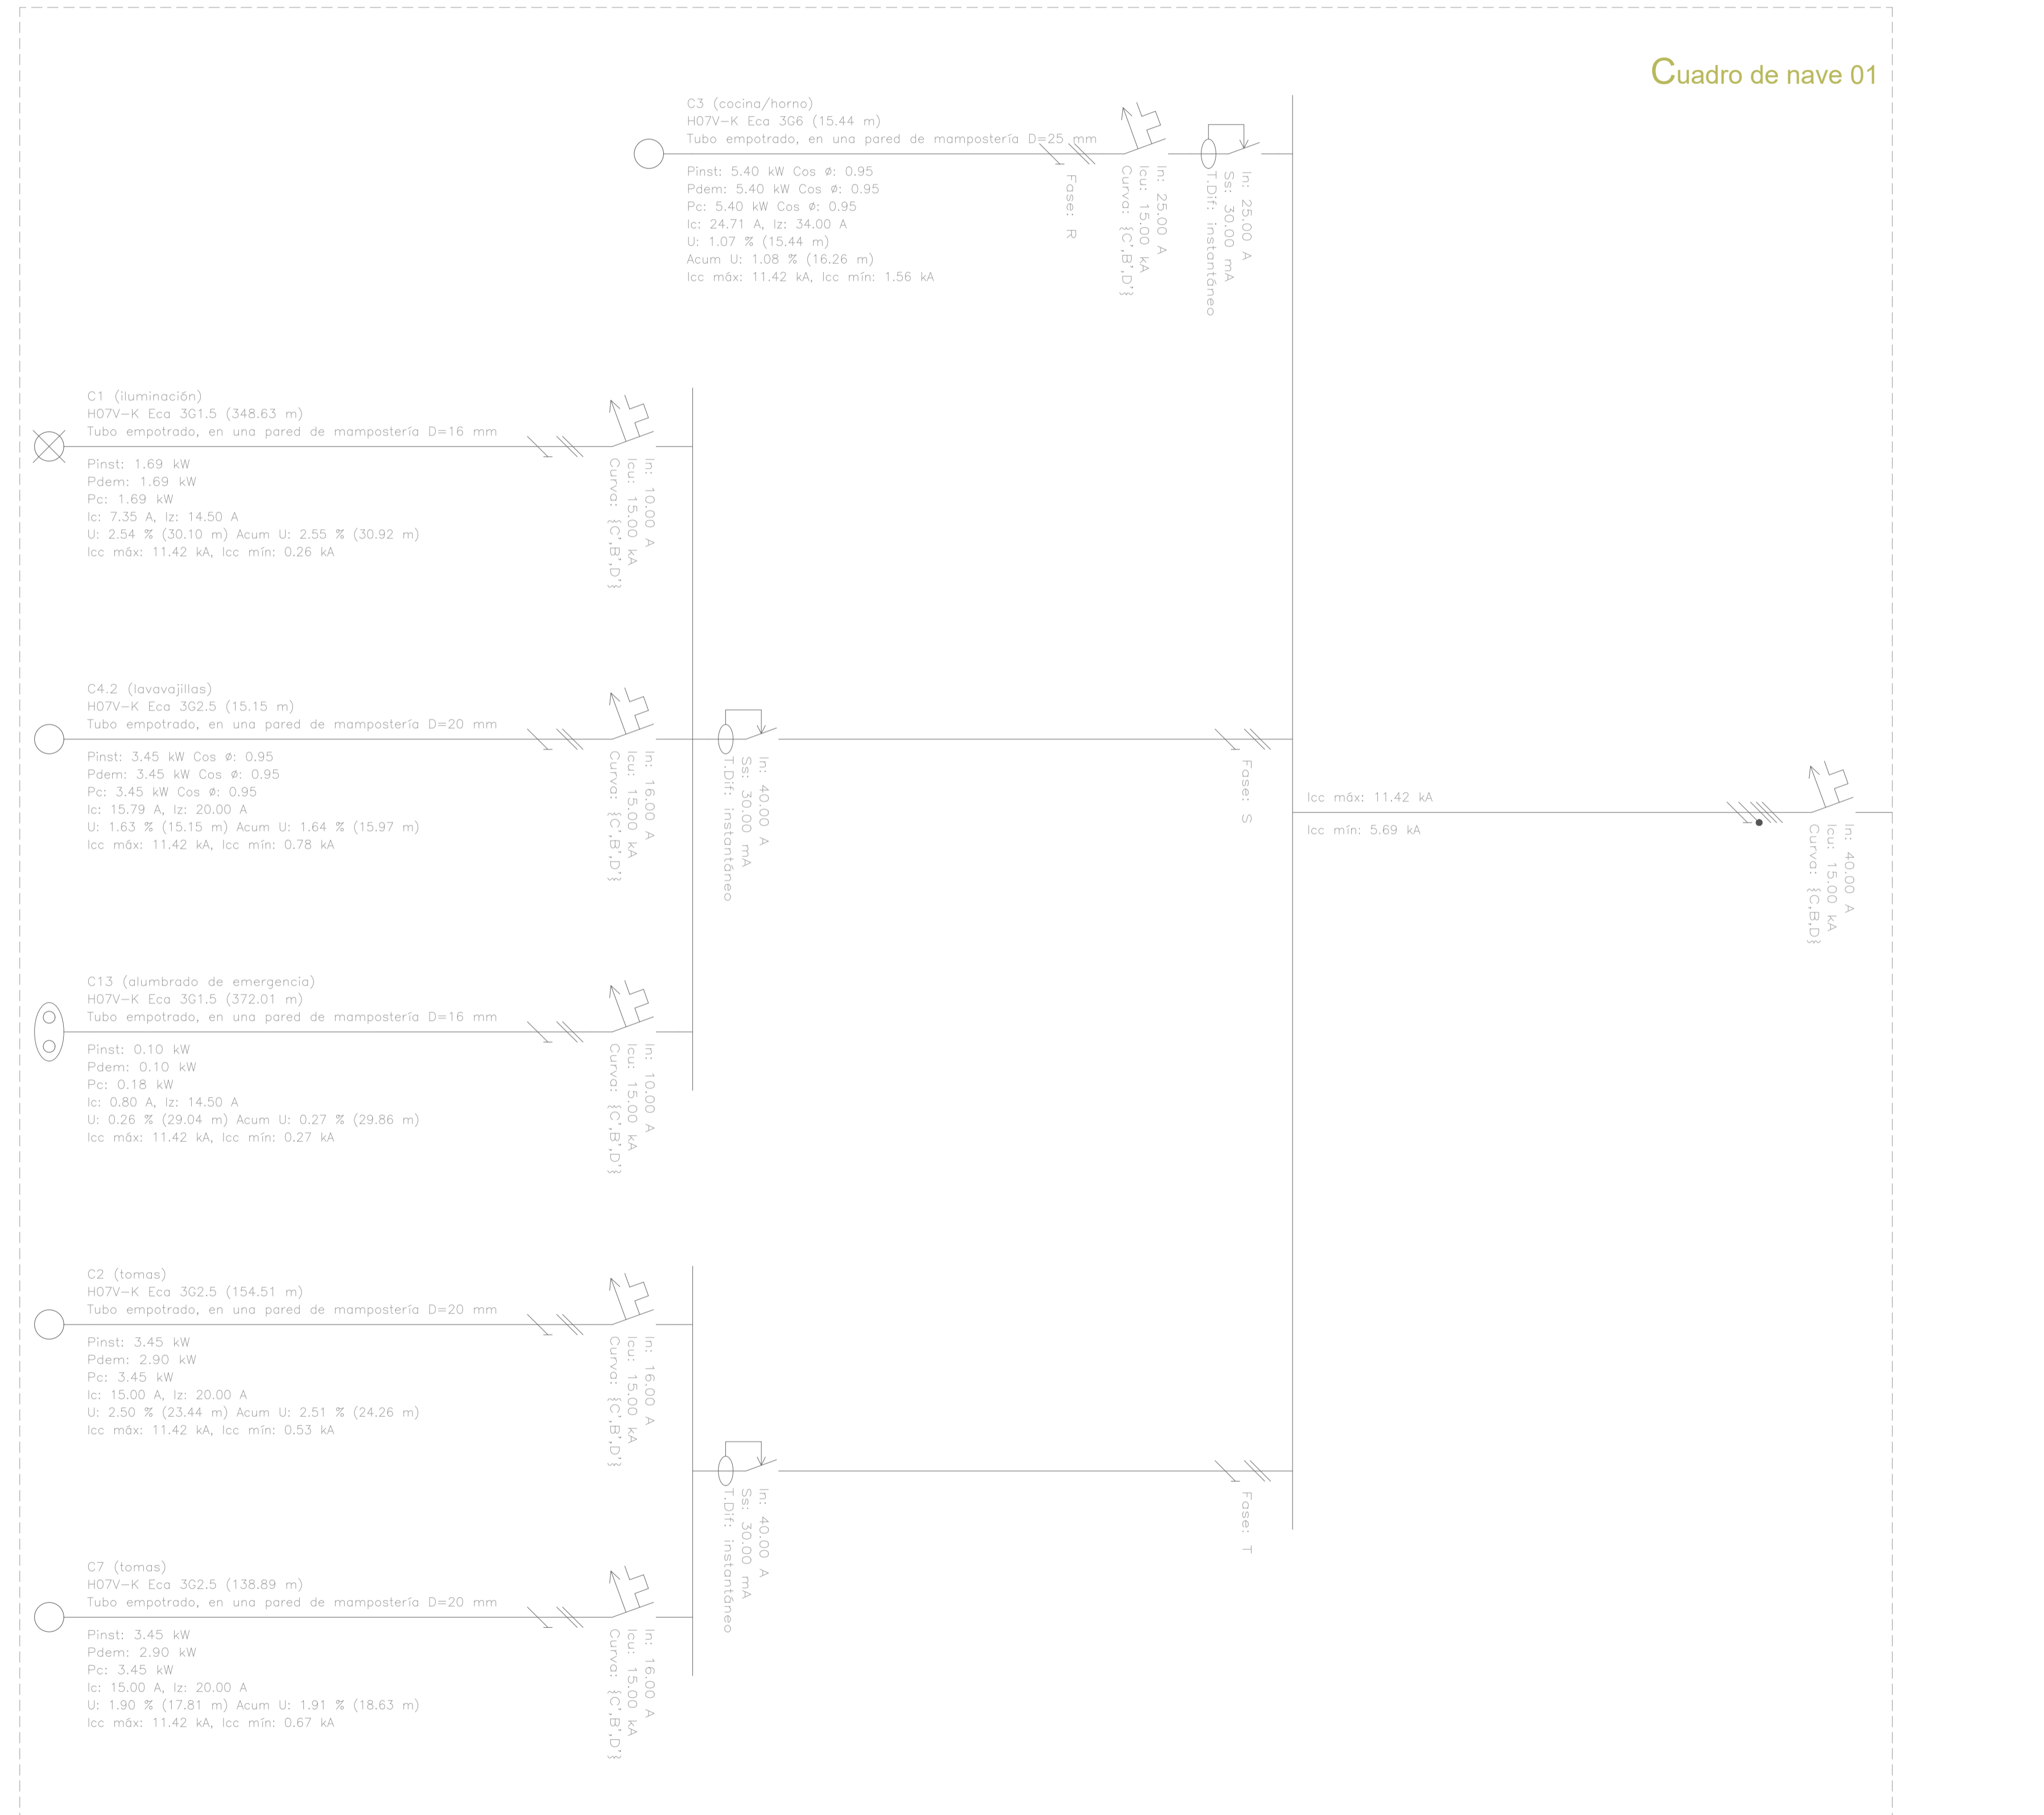 Cuadro de nave 01
C3 (cocina/horno)
H07V-K Eca 3G6 (15.44 m)
Tubo empotrado, en una pared de mampostería D=25 mm
Pinst: 5.40 kW Cos ø: 0.95
Pdem: 5.40 kW Cos ø: 0.95
Pc: 5.40 kW Cos ø: 0.95
Ic: 24.71 A, Iz: 34.00 A
U: 1.07 % (15.44 m)
Acum U: 1.08 % (16.26 m)
Icc máx: 11.42 kA, Icc mín: 1.56 kA
Fase: R
In: 25.00 A
Icu: 15.00 kA
Curva: {C',B',D'}
In: 25.00 A
Ss: 30.00 mA
T.Dif: instantáneo
C1 (iluminación)
H07V-K Eca 3G1.5 (348.63 m)
Tubo empotrado, en una pared de mampostería D=16 mm
Pinst: 1.69 kW
Pdem: 1.69 kW
Pc: 1.69 kW
Ic: 7.35 A, Iz: 14.50 A
U: 2.54 % (30.10 m) Acum U: 2.55 % (30.92 m)
Icc máx: 11.42 kA, Icc mín: 0.26 kA
In: 10.00 A
Icu: 15.00 kA
Curva: {C',B',D'}
C4.2 (lavavajillas)
H07V-K Eca 3G2.5 (15.15 m)
Tubo empotrado, en una pared de mampostería D=20 mm
Pinst: 3.45 kW Cos ø: 0.95
Pdem: 3.45 kW Cos ø: 0.95
Pc: 3.45 kW Cos ø: 0.95
Ic: 15.79 A, Iz: 20.00 A
U: 1.63 % (15.15 m) Acum U: 1.64 % (15.97 m)
Icc máx: 11.42 kA, Icc mín: 0.78 kA
In: 16.00 A
Icu: 15.00 kA
Curva: {C',B',D'}
In: 40.00 A
Ss: 30.00 mA
T.Dif: instantáneo
Fase: S
Icc máx: 11.42 kA
Icc mín: 5.69 kA
In: 40.00 A
Icu: 15.00 kA
Curva: {C,B,D}
C13 (alumbrado de emergencia)
H07V-K Eca 3G1.5 (372.01 m)
Tubo empotrado, en una pared de mampostería D=16 mm
Pinst: 0.10 kW
Pdem: 0.10 kW
Pc: 0.18 kW
Ic: 0.80 A, Iz: 14.50 A
U: 0.26 % (29.04 m) Acum U: 0.27 % (29.86 m)
Icc máx: 11.42 kA, Icc mín: 0.27 kA
In: 10.00 A
Icu: 15.00 kA
Curva: {C',B',D'}
C2 (tomas)
H07V-K Eca 3G2.5 (154.51 m)
Tubo empotrado, en una pared de mampostería D=20 mm
Pinst: 3.45 kW
Pdem: 2.90 kW
Pc: 3.45 kW
Ic: 15.00 A, Iz: 20.00 A
U: 2.50 % (23.44 m) Acum U: 2.51 % (24.26 m)
Icc máx: 11.42 kA, Icc mín: 0.53 kA
In: 16.00 A
Icu: 15.00 kA
Curva: {C',B',D'}
In: 40.00 A
Ss: 30.00 mA
T.Dif: instantáneo
Fase: T
C7 (tomas)
H07V-K Eca 3G2.5 (138.89 m)
Tubo empotrado, en una pared de mampostería D=20 mm
Pinst: 3.45 kW
Pdem: 2.90 kW
Pc: 3.45 kW
Ic: 15.00 A, Iz: 20.00 A
U: 1.90 % (17.81 m) Acum U: 1.91 % (18.63 m)
Icc máx: 11.42 kA, Icc mín: 0.67 kA
In: 16.00 A
Icu: 15.00 kA
Curva: {C',B',D'}